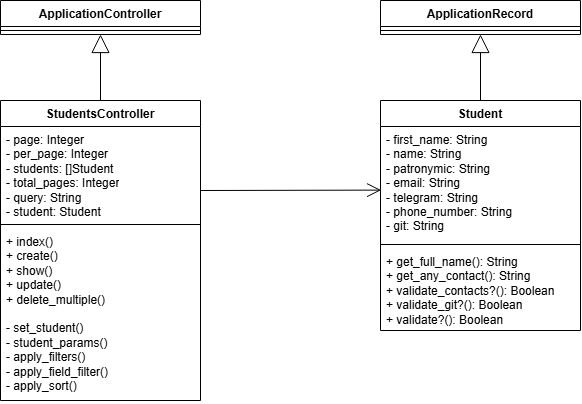 ApplicationController
ApplicationRecord
StudentsController
- page: Integer
- per_page: Integer
- students: []Student
- total_pages: Integer
- query: String
- student: Student
+ index()
+ create()
+ show()
+ update()
+ delete_multiple()
- set_student()
- student_params()
- apply_filters()
- apply_field_filter()
- apply_sort()
Student
- first_name: String
- name: String
- patronymic: String
- email: String
- telegram: String
- phone_number: String
- git: String
+ get_full_name(): String
+ get_any_contact(): String
+ validate_contacts?(): Boolean
+ validate_git?(): Boolean
+ validate?(): Boolean